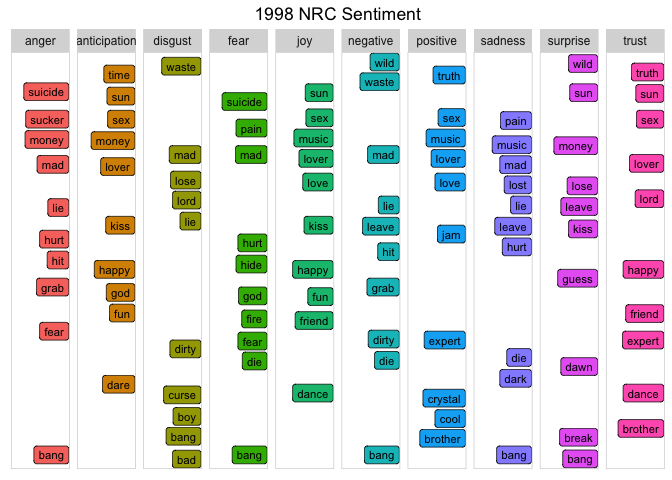 1998 NRC Sentiment
anger
suicide
sucker
money
mad
lie
hurt
hit
grab
fear
bang
anticipation
time
sun
sex
money
lover
kiss
happy
god
fun
dare
disgust
waste
mad
lose
lord
lie
dirty
curse
boy
bang
bad
fear
suicide
pain
mad
hurt
hide
god
fire
fear
die
bang
joy
sun
sex
music
lover
love
kiss
happy
fun
friend
dance
negative
wild
waste
mad
lie
leave
hit
grab
dirty
die
bang
positive
truth
sex
music
lover
love
jam
expert
crystal
cool
brother
sadness
pain
music
mad
lost
lie
leave
hurt
die
dark
bang
surprise
wild
sun
money
lose
leave
kiss
guess
dawn
break
bang
trust
truth
sun
sex
lover
lord
happy
friend
expert
dance
brother